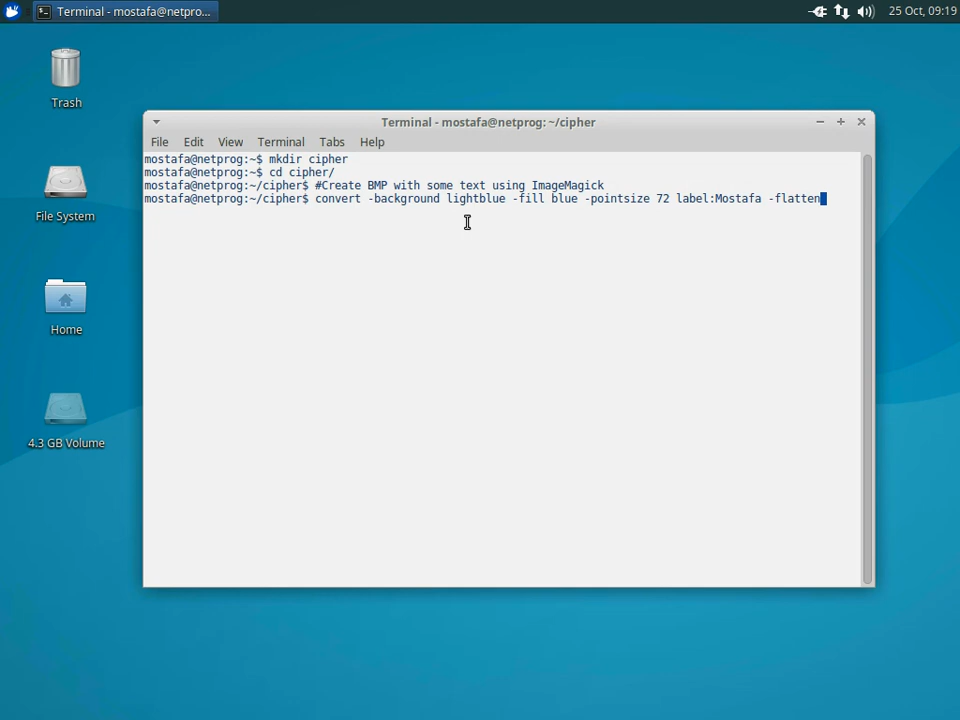 Terminal - mostafa@netpro...
25 Oct, 09:19
Trash
File System
Home
4.3 GB Volume
Terminal - mostafa@netprog: ~/cipher
File Edit View Terminal Tabs Help
mostafa@netprog:~$ mkdir cipher
mostafa@netprog:~$ cd cipher/
mostafa@netprog:~/cipher$ #Create BMP with some text using ImageMagick
mostafa@netprog:~/cipher$ convert -background lightblue -fill blue -pointsize 72 label:Mostafa -flatten